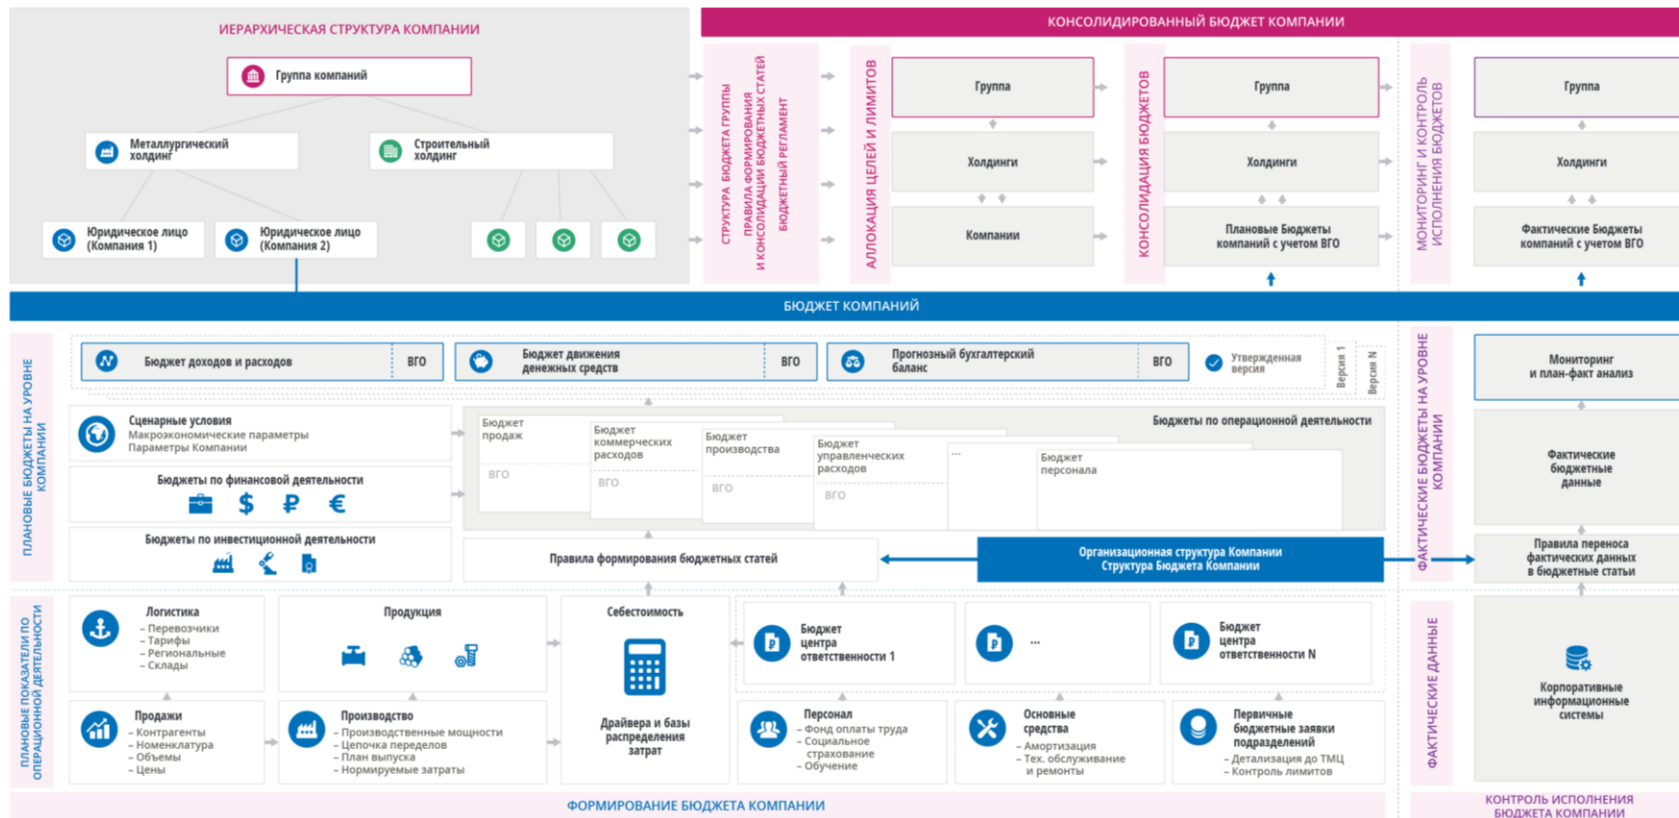 ИЕРАРХИЧЕСКАЯ СТРУКТУРА КОМПАНИИ
Группа компаний
Металлургический
холдинг
Строительный
холдинг
Юридическое лицо
(Компания 1)
Юридическое лицо
(Компания 2)
КОНСОЛИДИРОВАННЫЙ БЮДЖЕТ КОМПАНИИ
СТРУКТУРА БЮДЖЕТА ГРУППЫ
ПРАВИЛА ФОРМИРОВАНИЯ
И КОНСОЛИДАЦИИ БЮДЖЕТНЫХ СТАТЕЙ
БЮДЖЕТНЫЙ РЕГЛАМЕНТ
АЛЛОКАЦИЯ ЦЕЛЕЙ И ЛИМИТОВ
Группа
Холдинги
Компании
КОНСОЛИДАЦИЯ БЮДЖЕТОВ
Группа
Холдинги
Плановые Бюджеты
компаний с учетом ВГО
МОНИТОРИНГ И КОНТРОЛЬ
ИСПОЛНЕНИЯ БЮДЖЕТОВ
Группа
Холдинги
Фактические Бюджеты
компаний с учетом ВГО
БЮДЖЕТ КОМПАНИЙ
ПЛАНОВЫЕ БЮДЖЕТЫ НА УРОВНЕ
КОМПАНИИ
Бюджет доходов и расходов
ВГО
Бюджет движения
денежных средств
ВГО
Прогнозный бухгалтерский
баланс
ВГО
Утвержденная
версия
Версия 1
Версия N
Сценарные условия
Макроэкономические параметры
Параметры Компании
Бюджеты по финансовой деятельности
$ ₽ €
Бюджеты по инвестиционной деятельности
Бюджеты по операционной деятельности
Бюджет
продаж
ВГО
Бюджет
коммерческих
расходов
ВГО
Бюджет
производства
ВГО
Бюджет
управленческих
расходов
ВГО
...
Бюджет
персонала
Правила формирования бюджетных статей
Организационная структура Компании
Структура Бюджета Компании
ФАКТИЧЕСКИЕ БЮДЖЕТЫ НА УРОВНЕ
КОМПАНИИ
Мониторинг
и план-факт анализ
Фактические
бюджетные
данные
Правила переноса
фактических данных
в бюджетные статьи
ПЛАНОВЫЕ ПОКАЗАТЕЛИ ПО
ОПЕРАЦИОННОЙ ДЕЯТЕЛЬНОСТИ
Логистика
– Перевозчики
– Тарифы
– Региональные
– Склады
Продукция
Себестоимость
Драйвера и базы
распределения
затрат
Бюджет
центра
ответственности 1
...
Бюджет
центра
ответственности N
Продажи
– Контрагенты
– Номенклатура
– Объемы
– Цены
Производство
– Производственные мощности
– Цепочка переделов
– План выпуска
– Нормируемые затраты
Персонал
– Фонд оплаты труда
– Социальное
страхование
– Обучение
Основные
средства
– Амортизация
– Тех. обслуживание
и ремонты
Первичные
бюджетные заявки
подразделений
– Детализация до ТМЦ
– Контроль лимитов
ФАКТИЧЕСКИЕ ДАННЫЕ
Корпоративные
информационные
системы
ФОРМИРОВАНИЕ БЮДЖЕТА КОМПАНИИ
КОНТРОЛЬ ИСПОЛНЕНИЯ
БЮДЖЕТА КОМПАНИИ